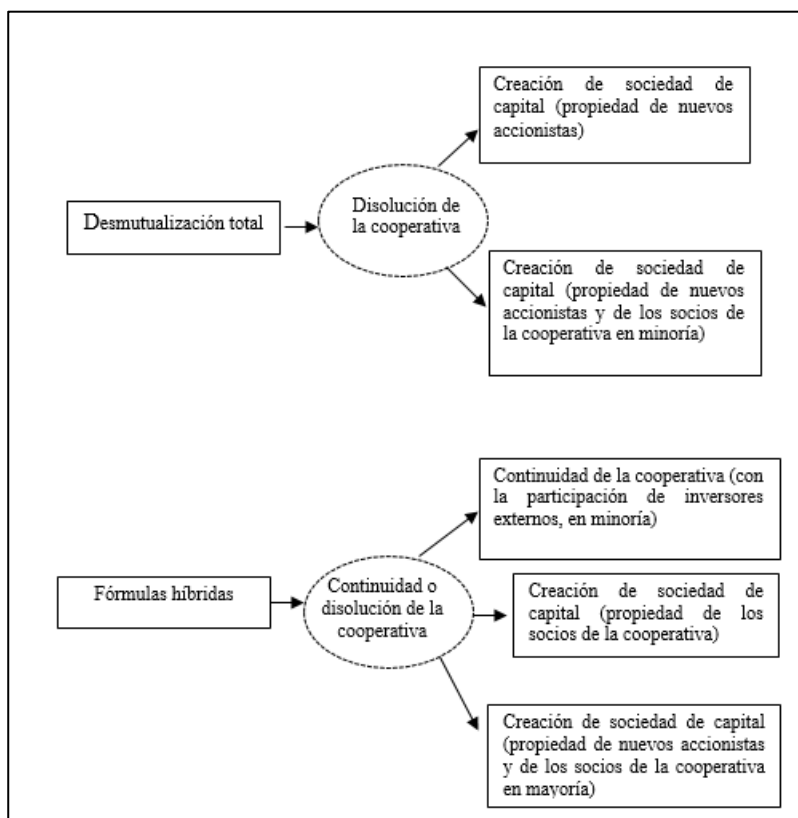 Creación de sociedad de
capital (propiedad de nuevos
accionistas)
Desmutualización total
Disolución de
la cooperativa
Creación de sociedad de
capital (propiedad de nuevos
accionistas y de los socios de
la cooperativa en minoría)
Continuidad de la cooperativa (con
la participación de inversores
externos, en minoría)
Fórmulas híbridas
Continuidad o
disolución de la
cooperativa
Creación de sociedad de
capital (propiedad de los
socios de la cooperativa)
Creación de sociedad de capital
(propiedad de nuevos accionistas
y de los socios de la cooperativa
en mayoría)